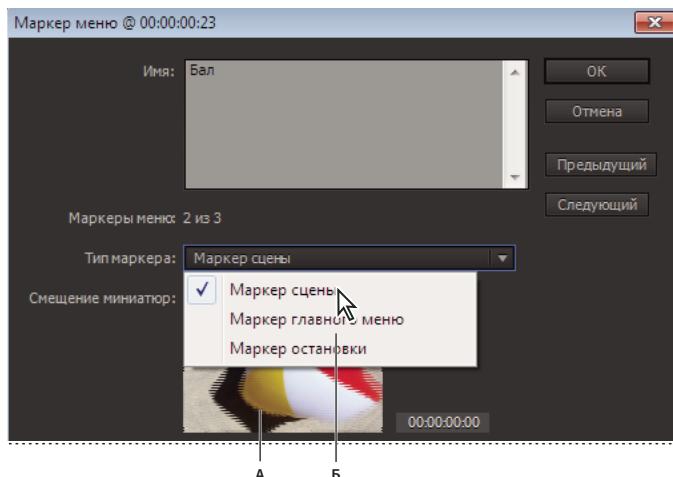 Маркер меню @ 00:00:00:23
Имя:
Бал
OK
Отмена
Предыдущий
Следующий
Маркеры меню: 2 из 3
Тип маркера:
Маркер сцены
Смещение миниатюр:
Маркер сцены
Маркер главного меню
Маркер остановки
00:00:00:00
А
Б